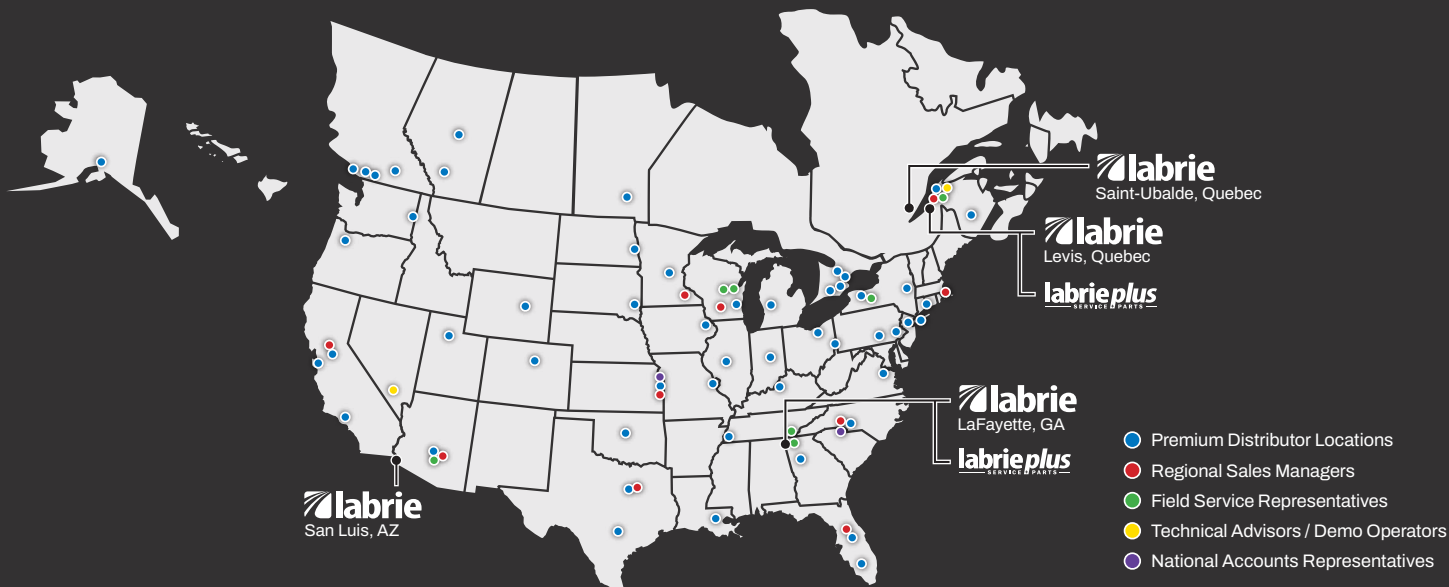 labrie
Saint-Ubalde, Quebec
labrie
Levis, Quebec
labrieplus
SERVICE & PARTS
labrie
LaFayette, GA
labrieplus
SERVICE & PARTS
labrie
San Luis, AZ
Premium Distributor Locations
Regional Sales Managers
Field Service Representatives
Technical Advisors / Demo Operators
National Accounts Representatives